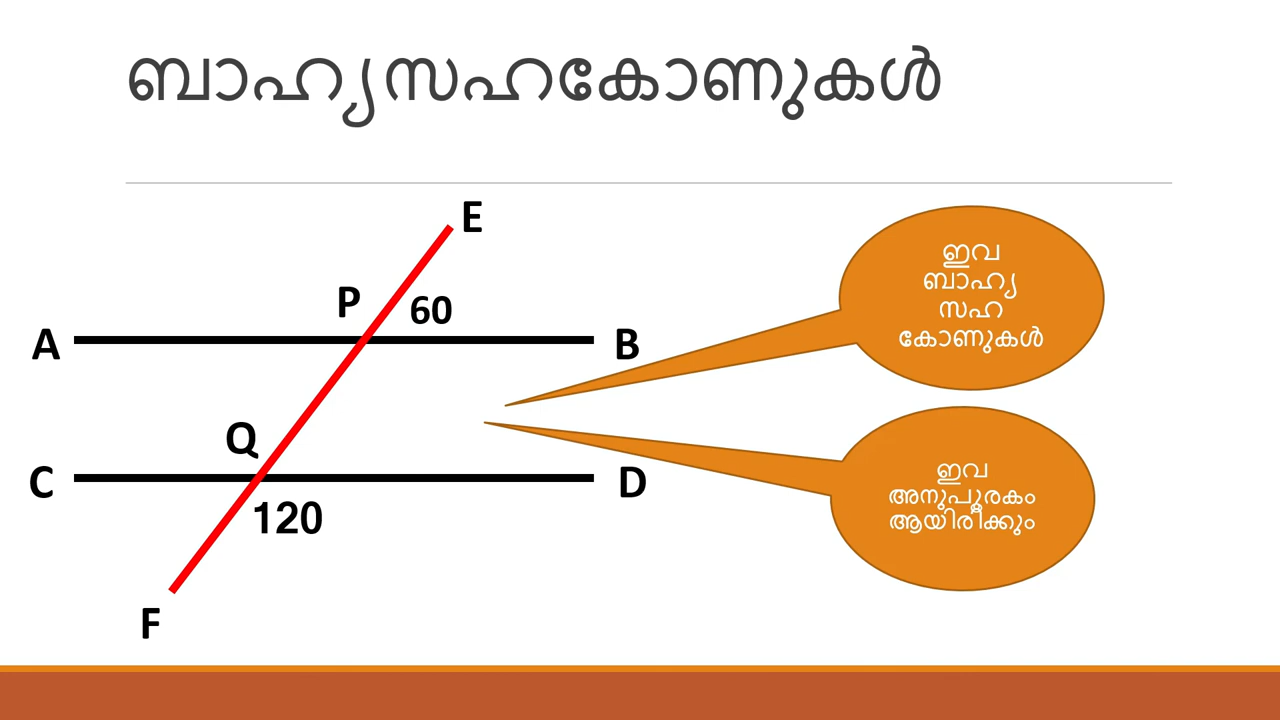 ബാഹ്യസഹകോണുകൾ
E
P
60
A
B
Q
C
D
120
F
ഇവ
ബാഹ്യ
സഹ
കോണുകൾ
ഇവ
അനുപൂരകം
ആയിരിക്കും